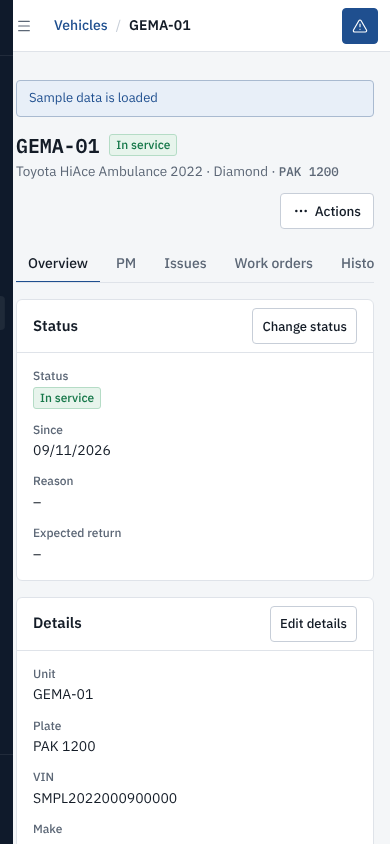 Vehicles / GEMA-01
Sample data is loaded
GEMA-01 In service
Toyota HiAce Ambulance 2022 · Diamond · PAK 1200
··· Actions
Overview PM Issues Work orders Histo
Status Change status
Status
In service
Since
09/11/2026
Reason
–
Expected return
–
Details Edit details
Unit
GEMA-01
Plate
PAK 1200
VIN
SMPL2022000900000
Make